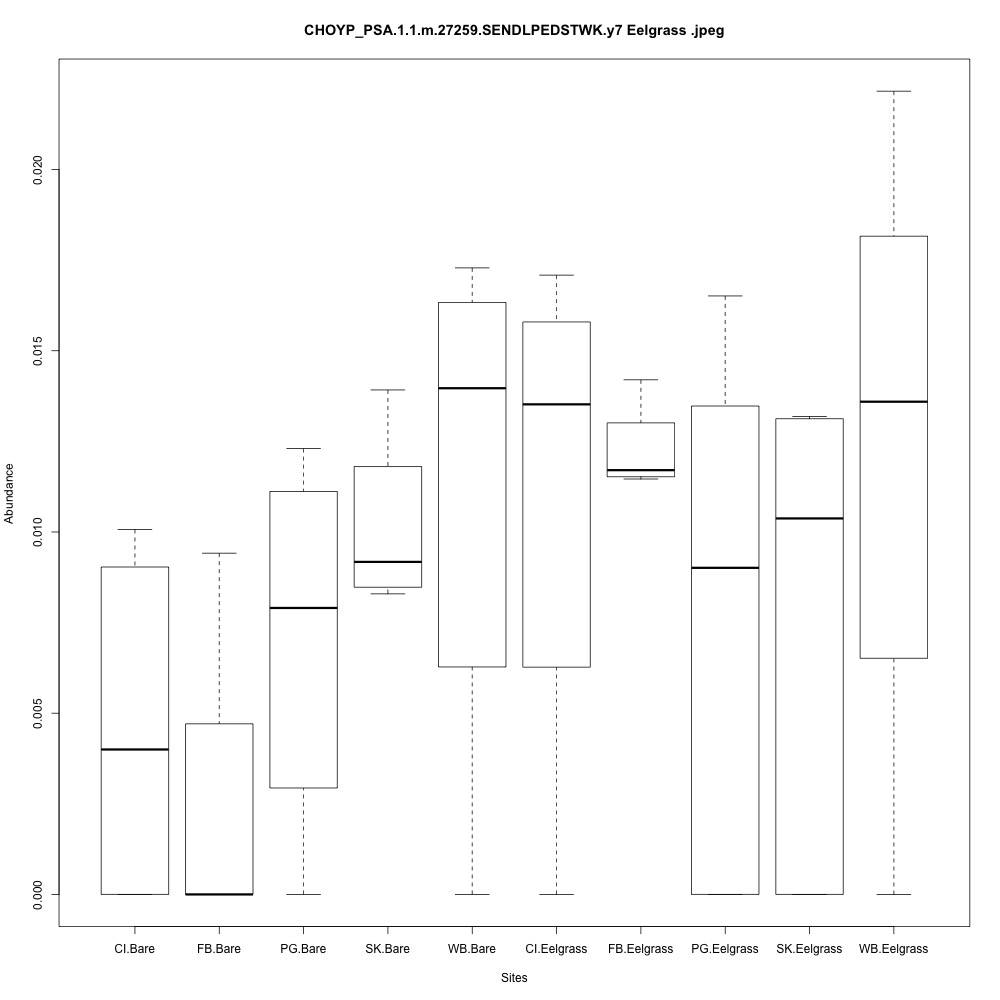 CHOYP_PSA.1.1.m.27259.SENDLPEDSTWK.y7 Eelgrass .jpeg
Abundance
0.020
0.015
0.010
0.005
0.000
CI.Bare FB.Bare PG.Bare SK.Bare WB.Bare CI.Eelgrass FB.Eelgrass PG.Eelgrass SK.Eelgrass WB.Eelgrass
Sites